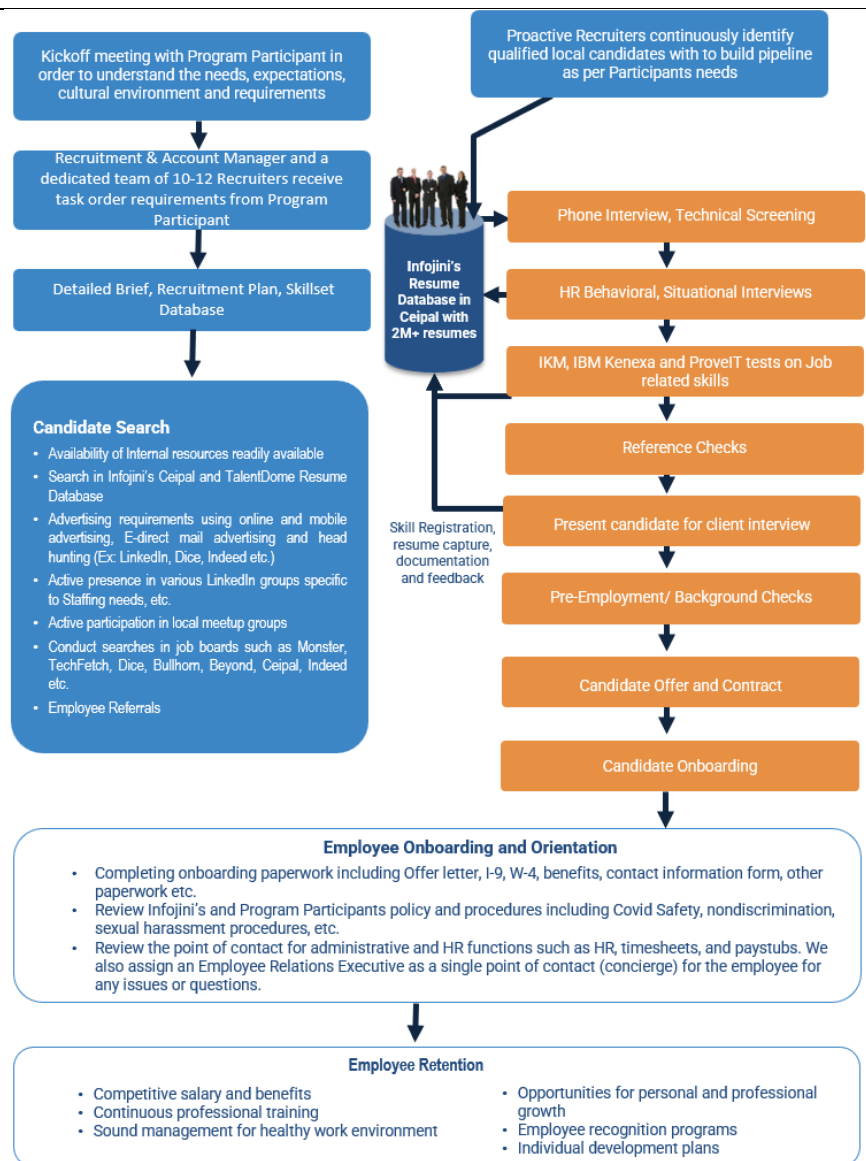 Kickoff meeting with Program Participant in
order to understand the needs, expectations,
cultural environment and requirements
Recruitment & Account Manager and a
dedicated team of 10-12 Recruiters receive
task order requirements from Program
Participant
Detailed Brief, Recruitment Plan, Skillset
Database
Candidate Search
• Availability of Internal resources readily available
• Search in Infojini's Ceipal and TalentDome Resume
Database
• Advertising requirements using online and mobile
advertising, E-direct mail advertising and head
hunting (Ex: LinkedIn, Dice, Indeed etc.)
• Active presence in various LinkedIn groups specific
to Staffing needs, etc.
• Active participation in local meetup groups
• Conduct searches in job boards such as Monster,
TechFetch, Dice, Bullhorn, Beyond, Ceipal, Indeed
etc.
• Employee Referrals
Proactive Recruiters continuously identify
qualified local candidates with to build pipeline
as per Participants needs
Infojini's
Resume
Database in
Ceipal with
2M+ resumes
Skill Registration,
resume capture,
documentation
and feedback
Phone Interview, Technical Screening
HR Behavioral, Situational Interviews
IKM, IBM Kenexa and ProveIT tests on Job
related skills
Reference Checks
Present candidate for client interview
Pre-Employment/ Background Checks
Candidate Offer and Contract
Candidate Onboarding
Employee Onboarding and Orientation
• Completing onboarding paperwork including Offer letter, I-9, W-4, benefits, contact information form, other
paperwork etc.
• Review Infojini's and Program Participants policy and procedures including Covid Safety, nondiscrimination,
sexual harassment procedures, etc.
• Review the point of contact for administrative and HR functions such as HR, timesheets, and paystubs. We
also assign an Employee Relations Executive as a single point of contact (concierge) for the employee for
any issues or questions.
Employee Retention
• Competitive salary and benefits
• Continuous professional training
• Sound management for healthy work environment
• Opportunities for personal and professional
growth
• Employee recognition programs
• Individual development plans